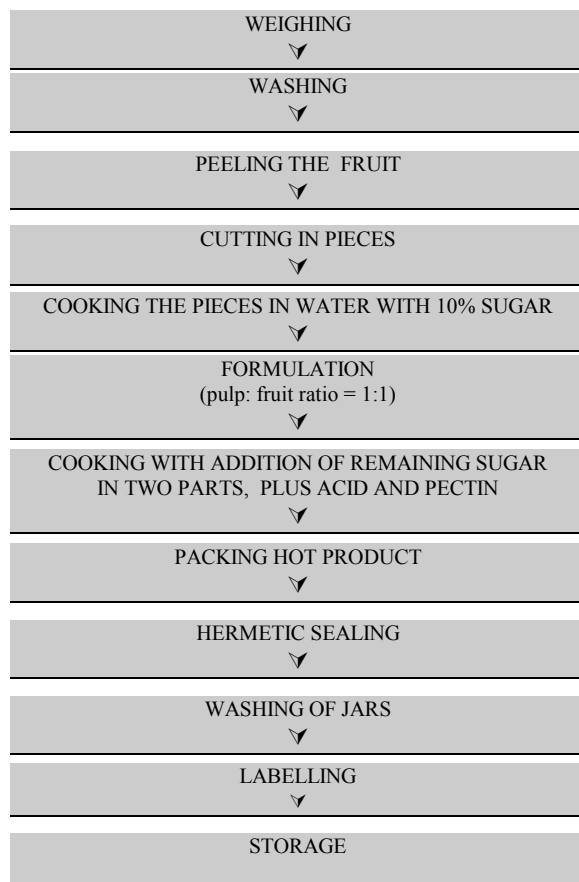 WEIGHING
WASHING
PEELING THE FRUIT
CUTTING IN PIECES
COOKING THE PIECES IN WATER WITH 10% SUGAR
FORMULATION
(pulp: fruit ratio = 1:1)
COOKING WITH ADDITION OF REMAINING SUGAR
IN TWO PARTS, PLUS ACID AND PECTIN
PACKING HOT PRODUCT
HERMETIC SEALING
WASHING OF JARS
LABELLING
STORAGE